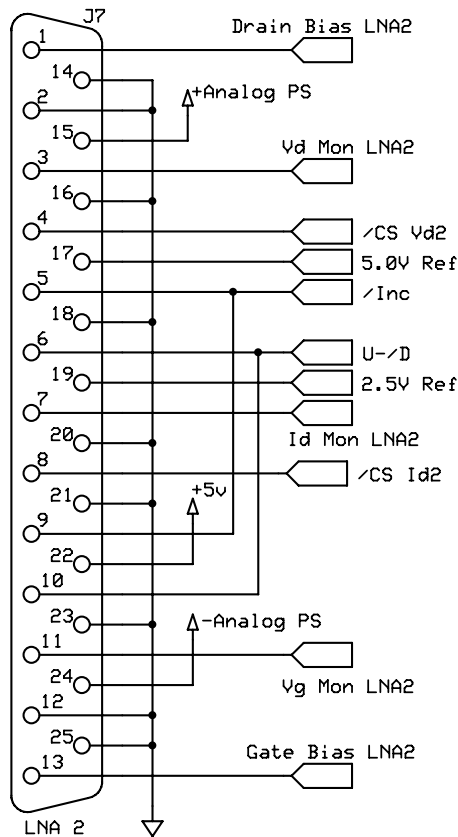 J7
Drain Bias LNA2
1
14
+Analog PS
2
15
Vd Mon LNA2
3
16
4
/CS Vd2
17
5.0V Ref
5
/Inc
18
6
U-/D
19
2.5V Ref
7
Id Mon LNA2
20
8
/CS Id2
21
+5v
9
22
10
23
-Analog PS
11
24
Vg Mon LNA2
12
25
Gate Bias LNA2
13
LNA 2